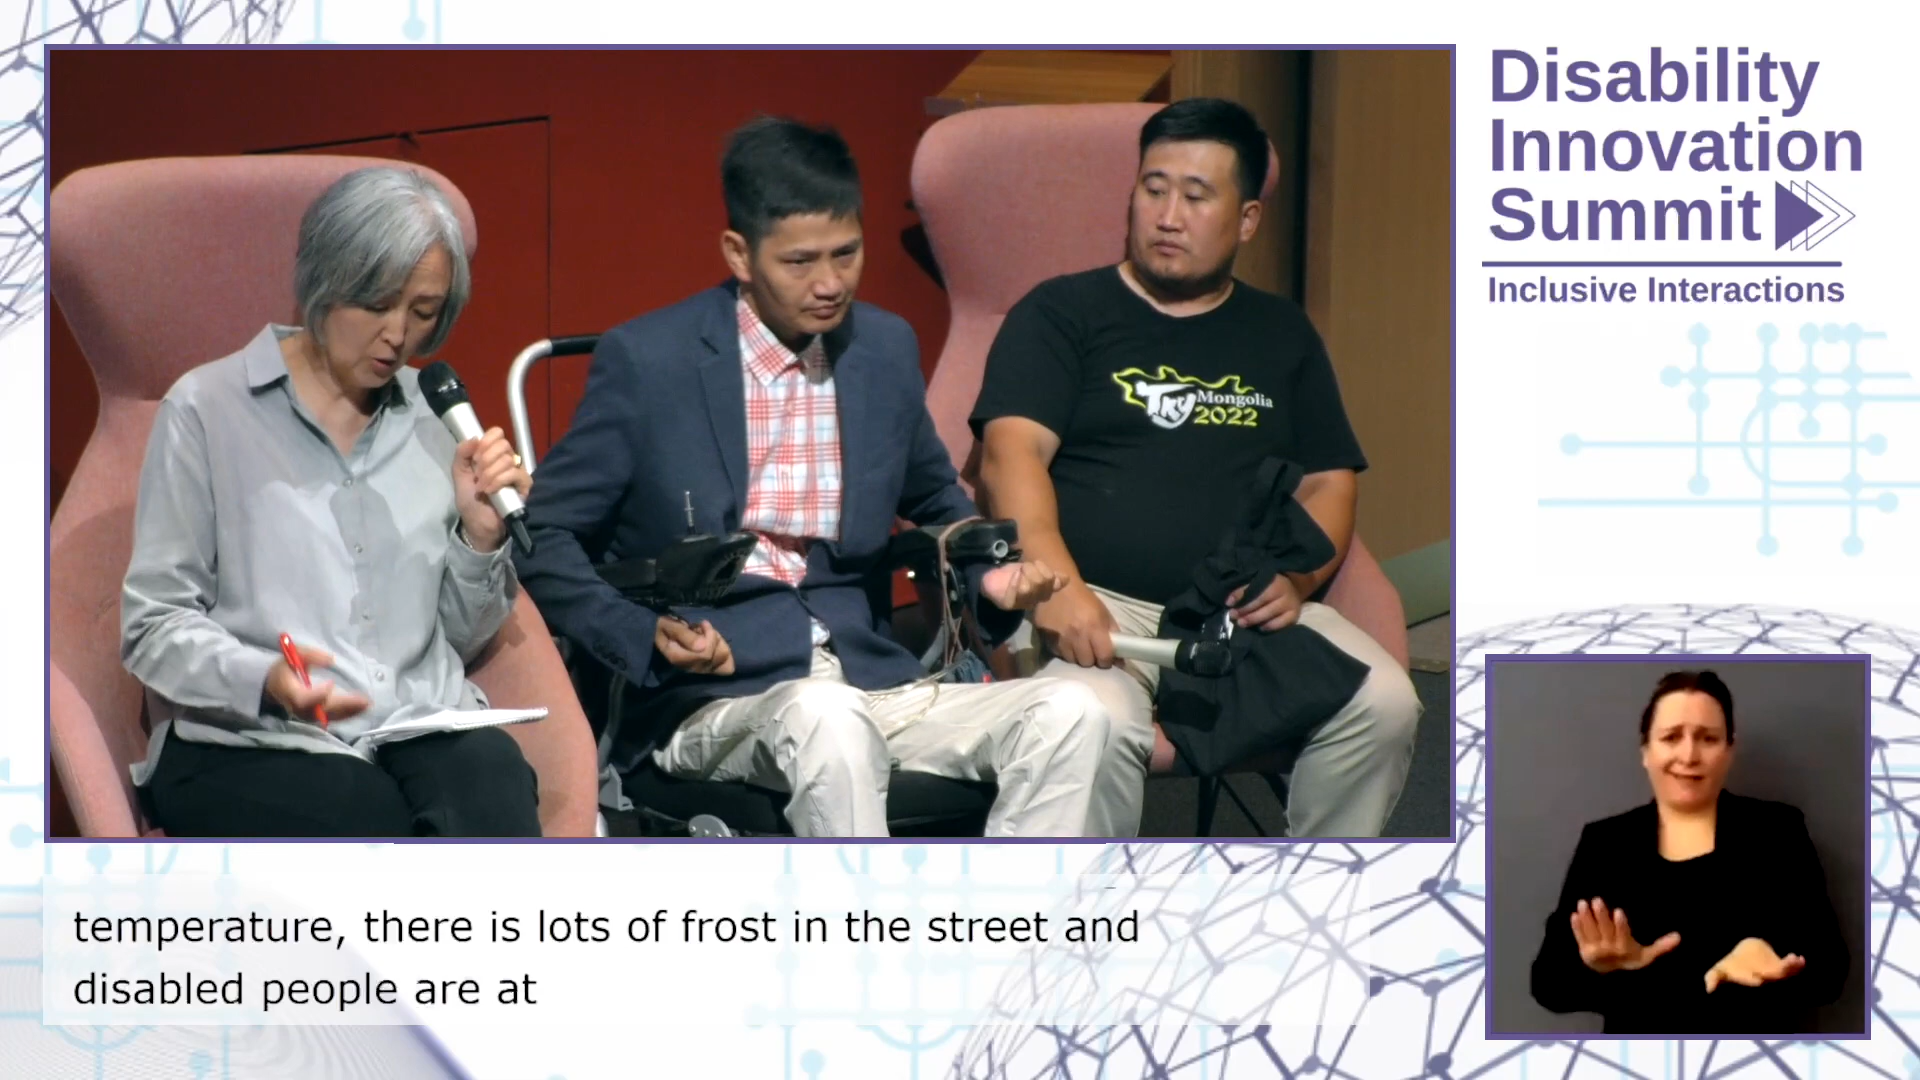 Disability
Innovation
Summit
Inclusive Interactions
TKY Mongolia
2022
temperature, there is lots of frost in the street and
disabled people are at